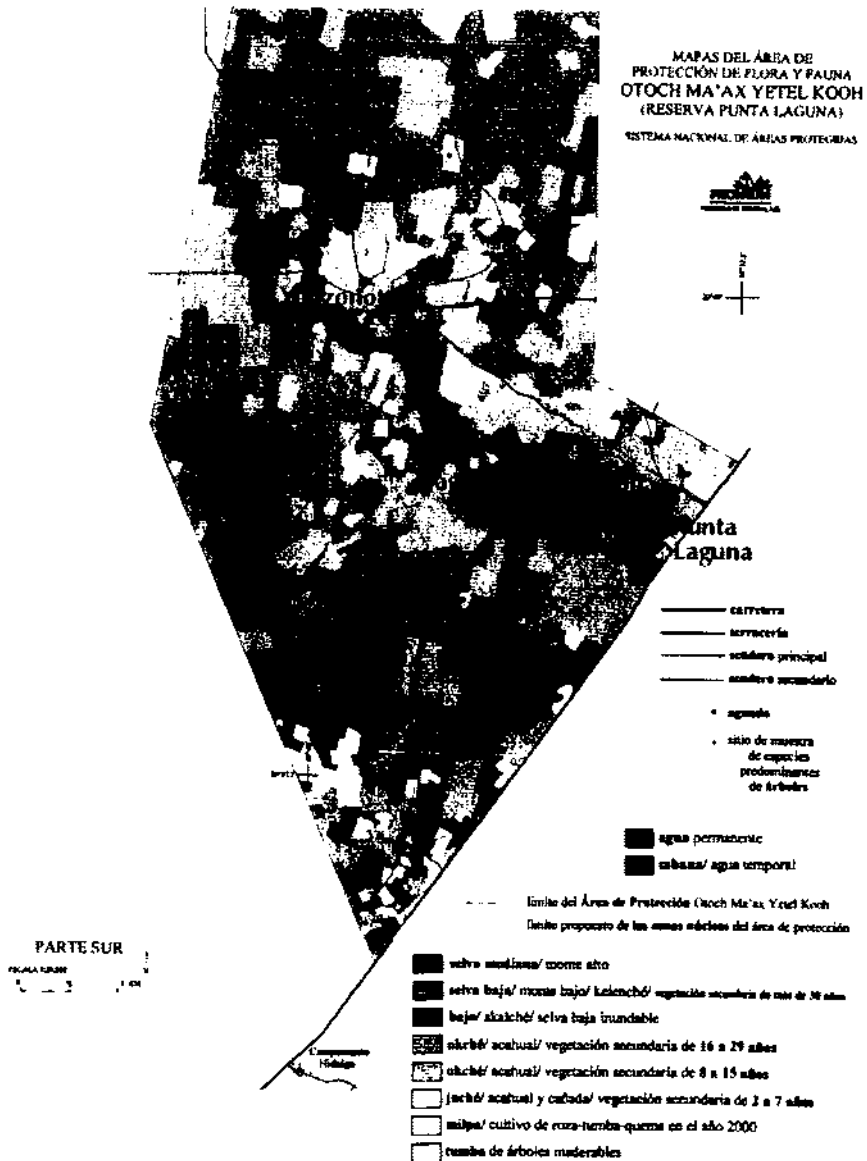 MAPAS DEL ÁREA DE
PROTECCIÓN DE FLORA Y FAUNA
OTOCH MA'AX YETEL KOOH
(RESERVA PUNTA LAGUNA)
SISTEMA NACIONAL DE ÁREAS PROTEGIDAS
Punta
Laguna
carretera
terracería
sendero principal
sendero secundario
aguada
sitio de muestra
de especies
predominantes
de árboles
agua permanente
sabana/ agua temporal
límite del Área de Protección Otoch Ma'ax Yetel Kooh
límite propuesto de las zonas núcleos del área de protección
PARTE SUR
selva mediana/ monte alto
selva baja/ monte bajo/ kelenché/ vegetación secundaria de más de 30 años
bajo/ akalché/ selva baja inundable
okché/ acahual/ vegetación secundaria de 16 a 29 años
okché/ acahual/ vegetación secundaria de 8 a 15 años
juché/ acahual y cañada/ vegetación secundaria de 2 a 7 años
milpa/ cultivo de roza-tumba-quema en el año 2000
tumba de árboles maderables
Campamento
Hidalgo